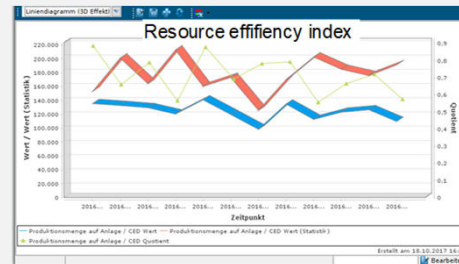 Liniendiagramm (3D Effekt)
Resource effifiency index
220.000
200.000
180.000
160.000
140.000
120.000
100.000
80.000
60.000
40.000
20.000
0
Wert / Wert (Statistik)
0,9
0,8
0,7
0,6
0,5
0,4
0,3
0,2
0,1
0
Quotient
2016... 2016... 2016... 2016... 2016... 2016... 2016... 2016... 2016... 2016...
Zeitpunkt
Produktionsmenge auf Anlage / CED Wert Produktionsmenge auf Anlage / CED Wert (Statistik)
Produktionsmenge auf Anlage / CED Quotient
Erstellt am 18.10.2017 16:
Bearbeite